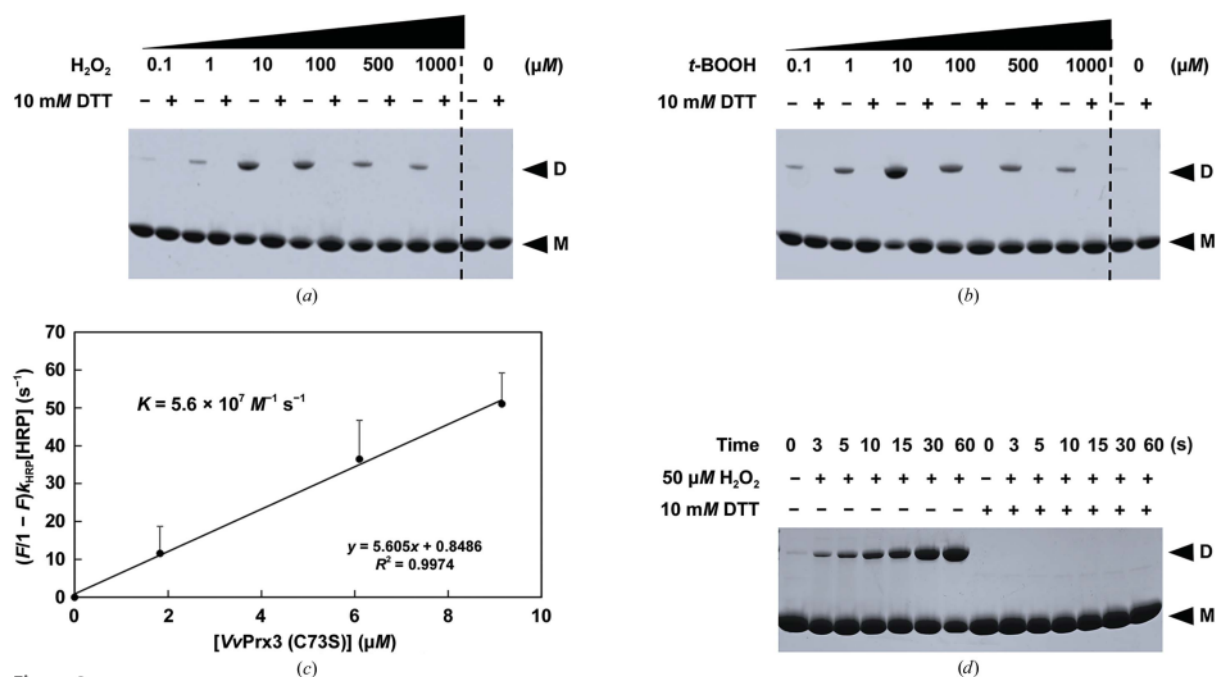 (a)
(b)
H₂O₂ 0.1 1 10 100 500 1000 0 (μM)
10 mM DTT − + − + − + − + − + − + − +
D
M
t-BOOH 0.1 1 10 100 500 1000 0 (μM)
10 mM DTT − + − + − + − + − + − + − +
D
M
(a)
(b)
70
60
50
40
30
20
10
0
(F/1 − F)k_HRP[HRP] (s⁻¹)
K = 5.6 × 10⁷ M⁻¹ s⁻¹
y = 5.605x + 0.8486
R² = 0.9974
0 2 4 6 8 10
[VvPrx3 (C73S)] (μM)
(c)
Time 0 3 5 10 15 30 60 0 3 5 10 15 30 60 (s)
50 μM H₂O₂ − + + + + + + − + + + + + +
10 mM DTT − − − − − − − + + + + + + +
D
M
(d)